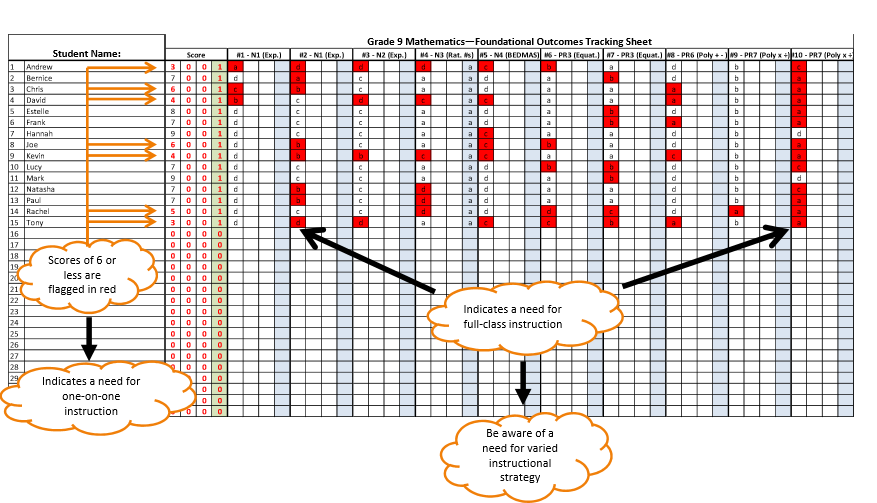 Grade 9 Mathematics—Foundational Outcomes Tracking Sheet
Student Name: Score #1 - N1 (Exp.) #2 - N1 (Exp.) #3 - N2 (Exp.) #4 - N3 (Rat. #s) #5 - N4 (BEDMAS) #6 - PR3 (Equat.) #7 - PR3 (Equat.) #8 - PR6 (Poly + - ) #9 - PR7 (Poly x ÷ #10 - PR7 (Poly x ÷
1 Andrew 3 0 0 1 a d d d a c b a d b c
2 Bernice 7 0 0 1 d a c a a d a b d b a
3 Chris 6 0 0 1 c b c a a d a a a b a
4 David 4 0 0 1 b c d c a c a a a b a
5 Estelle 8 0 0 1 d c c a a d a b d b a
6 Frank 7 0 0 1 d c c a a d a b a b a
7 Hannah 9 0 0 1 d c c a a c a a d b d
8 Joe 6 0 0 1 d b c a a c b a d b a
9 Kevin 4 0 0 1 d b b c a c a a c b a
10 Lucy 7 0 0 1 d c c a a d b b d b c
11 Mark 9 0 0 1 d c c a a d a b d b d
12 Natasha 7 0 0 1 d b c d a d a a d b c
13 Paul 7 0 0 1 d b c d a d a a d b a
14 Rachel 5 0 0 1 d c c d a d d c d a a
15 Tony 3 0 0 1 d d d a a c c b a b a
16 0 0 0 0
17 0 0 0 0
18 0 0 0 0
19 0 0 0 0
0 0 0 0
21 0 0 0 0
22 0 0 0 0
23 0 0 0 0
24 0 0 0 0
25 0 0 0 0
26 0 0 0 0
27 0 0 0 0
28 0 0 0 0
29 0 0 0
0 0 0
0 0 0 0
Scores of 6 or
less are
flagged in red
Indicates a need for
full-class instruction
Indicates a need for
one-on-one
instruction
Be aware of a
need for varied
instructional
strategy